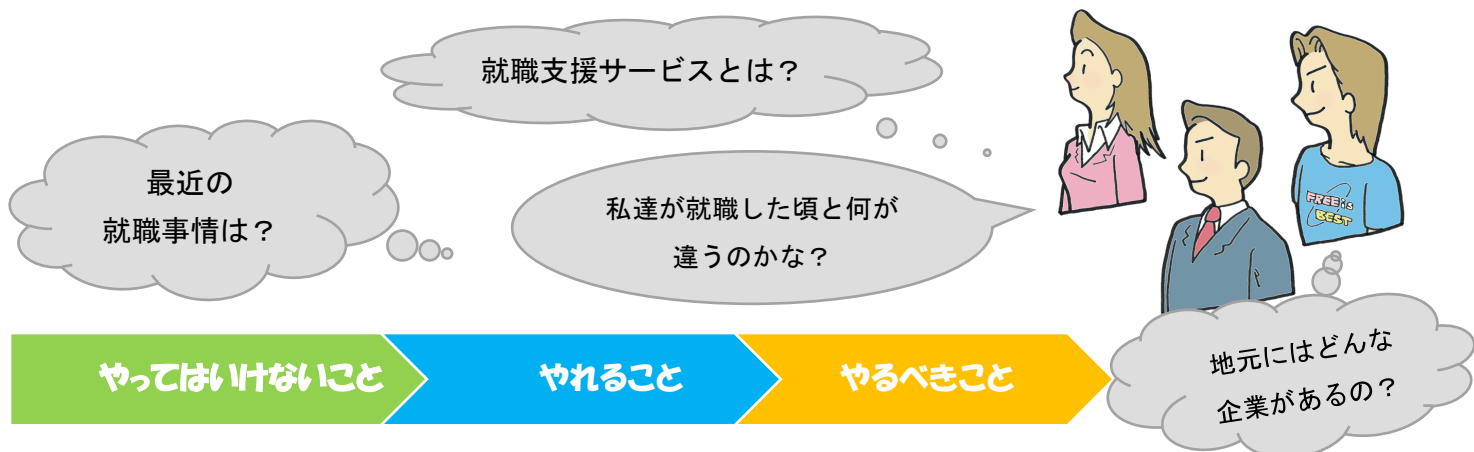 就職支援サービスとは？
最近の
就職事情は？
私達が就職した頃と何が
違うのかな？
FREE is
BEST
やってはいけないこと
やれること
やるべきこと
地元にはどんな
企業があるの？